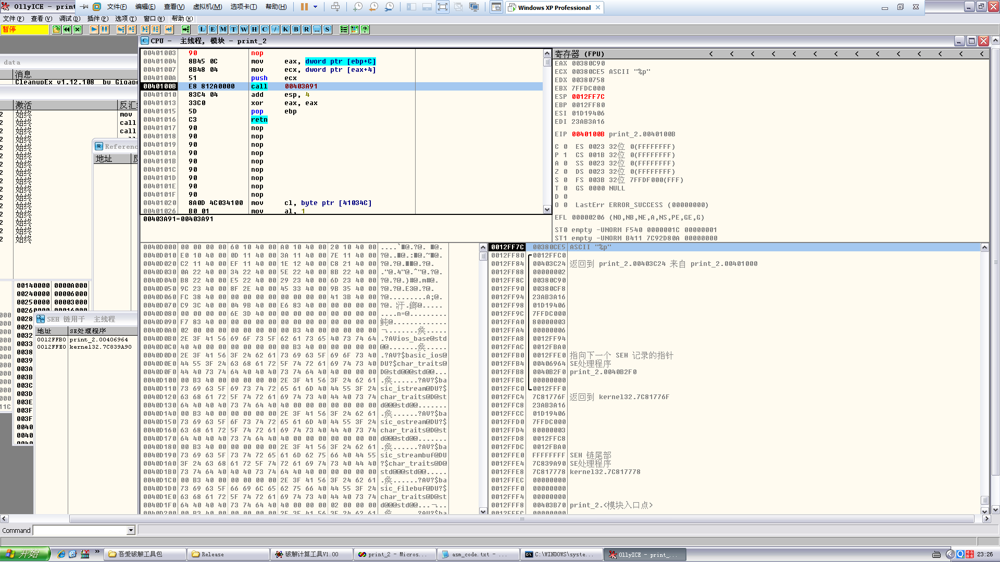 OllyICE - print
文件(F) 编辑(E) 查看(V) 虚拟机(M) 选项卡(T) 帮助(H)
Windows XP Professional
文件(F) 查看(V) 调试(D) 插件(P) 选项(T) 窗口(W) 帮助(H)
暂停
L E M T W H C / K B R ... S
CPU - 主线程, 模块 - print_2
data
消息
CleanupEx v1.12.108 by Gigap
激活 反汇
始终 mov
始终 call
始终 call
Referenc
地址
00140000 0000A000
00240000 00006000
00250000 00003000
SEH 链用于 主线程
地址 SE处理程序
0012FFB0 print_2.00406964
0012FFE0 kernel32.7C839A90
00401003 90 nop
00401004 8B45 0C mov eax, dword ptr [ebp+C]
00401007 8B48 04 mov ecx, dword ptr [eax+4]
0040100A 51 push ecx
0040100B E8 812A0000 call 00403A91
00401010 83C4 04 add esp, 4
00401013 33C0 xor eax, eax
00401015 5D pop ebp
00401016 C3 retn
00401017 90 nop
00401018 90 nop
00401019 90 nop
0040101A 90 nop
0040101B 90 nop
0040101C 90 nop
0040101D 90 nop
0040101E 90 nop
0040101F 90 nop
00401020 8A0D 4C034100 mov cl, byte ptr [41034C]
00401026 B0 01 mov al, 1
00403A91=00403A91
寄存器 (FPU)
EAX 00380C90
ECX 00380CE5 ASCII "%p"
EDX 00380758
EBX 7FFDC000
ESP 0012FF7C
EBP 0012FF80
ESI 01D19406
EDI 23AB3A16
EIP 0040100B print_2.0040100B
C 0 ES 0023 32位 0(FFFFFFFF)
P 1 CS 001B 32位 0(FFFFFFFF)
A 0 SS 0023 32位 0(FFFFFFFF)
Z 0 DS 0023 32位 0(FFFFFFFF)
S 0 FS 003B 32位 7FFDF000(FFF)
T 0 GS 0000 NULL
D 0
O 0 LastErr ERROR_SUCCESS (00000000)
EFL 00000206 (NO,NB,NE,A,NS,PE,GE,G)
ST0 empty -UNORM F540 0000001C 00000001
ST1 empty -UNORM B411 7C92D80A 00000000
0040D000 00 00 00 00 60 10 40 00 A0 10 40 00 20 10 40 00
0040D010 E0 10 40 00 0D 11 40 00 3A 11 40 00 7E 11 40 00
0040D020 C2 11 40 00 EF 11 40 00 1E 12 40 00 C8 21 40 00
0040D030 0A 22 40 00 34 22 40 00 5E 22 40 00 8B 22 40 00
0040D040 B8 22 40 00 E5 22 40 00 29 23 40 00 6D 23 40 00
0040D050 9C 23 40 00 8F 2E 40 00 45 33 40 00 9B 35 40 00
0040D060 FC 38 40 00 00 00 00 00 00 00 00 00 41 3B 40 00
0040D070 C9 3C 40 00 04 9B 40 00 E6 83 40 00 00 00 00 00
0040D080 00 00 00 00 6E 3D 40 00 00 00 00 00 00 00 00 00
0040D090 F7 83 40 00 00 00 00 00 00 00 00 00 00 00 00 00
0040D0A0 02 00 00 00 00 00 00 00 00 B3 40 00 00 00 00 00
0040D0B0 2E 3F 41 56 69 6F 73 5F 62 61 73 65 40 73 74 64 .?AVios_base@std
0040D0C0 40 40 00 00 00 00 00 00 00 B3 40 00 00 00 00 00
0040D0D0 2E 3F 41 56 3F 24 62 61 73 69 63 5F 69 6F 73 40 .?AV?$basic_ios@
0040D0E0 44 55 3F 24 63 68 61 72 5F 74 72 61 69 74 73 40 DU?$char_traits@
0040D0F0 44 40 73 74 64 40 40 40 73 74 64 40 40 00 00 00 D@std@@@std@@...
0040D100 00 B3 40 00 00 00 00 00 2E 3F 41 56 3F 24 62 61
0040D110 73 69 63 5F 69 73 74 72 65 61 6D 40 44 55 3F 24 sic_istream@DU?$
0040D120 63 68 61 72 5F 74 72 61 69 74 73 40 44 40 73 74 char_traits@D@st
0040D130 64 40 40 40 73 74 64 40 40 00 00 00 00 00 00 00 d@@@std@@.......
0040D140 00 B3 40 00 00 00 00 00 2E 3F 41 56 3F 24 62 61
0040D150 73 69 63 5F 6F 73 74 72 65 61 6D 40 44 55 3F 24 sic_ostream@DU?$
0040D160 63 68 61 72 5F 74 72 61 69 74 73 40 44 40 73 74 char_traits@D@st
0040D170 64 40 40 40 73 74 64 40 40 00 00 00 00 00 00 00 d@@@std@@.......
0040D180 00 B3 40 00 00 00 00 00 2E 3F 41 56 3F 24 62 61
0040D190 73 69 63 5F 73 74 72 65 61 6D 62 75 66 40 44 55 sic_streambuf@DU
0040D1A0 3F 24 63 68 61 72 5F 74 72 61 69 74 73 40 44 40 ?$char_traits@D@
0040D1B0 73 74 64 40 40 40 73 74 64 40 40 00 00 00 00 00 std@@@std@@.....
0040D1C0 00 B3 40 00 00 00 00 00 2E 3F 41 56 3F 24 62 61
0040D1D0 73 69 63 5F 66 69 6C 65 62 75 66 40 44 55 3F 24 sic_filebuf@DU?$
0040D1E0 63 68 61 72 5F 74 72 61 69 74 73 40 44 40 73 74 char_traits@D@st
0040D1F0 64 40 40 40 73 74 64 40 40 00 00 00 02 00 00 00
0012FF7C 00380CE5 ASCII "%p"
0012FF80 0012FFC0
0012FF84 00403C24 返回到 print_2.00403C24 来自 print_2.00401000
0012FF88 00000002
0012FF8C 00380C90
0012FF90 00380CF8
0012FF94 23AB3A16
0012FF98 01D19406
0012FF9C 7FFDC000
0012FFA0 80000003
0012FFA4 00000006
0012FFA8 0012FF94
0012FFAC 0012FBA0
0012FFB0 0012FFE0 指向下一个 SEH 记录的指针
0012FFB4 00406964 SE处理程序
0012FFB8 0040B2F0 print_2.0040B2F0
0012FFBC 00000000
0012FFC0 0012FFF0
0012FFC4 7C81776F 返回到 kernel32.7C81776F
0012FFC8 23AB3A16
0012FFCC 01D19406
0012FFD0 7FFDC000
0012FFD4 80000003
0012FFD8 0012FFC8
0012FFDC 0012FBA0
0012FFE0 FFFFFFFF SEH 链尾部
0012FFE4 7C839A90 SE处理程序
0012FFE8 7C817778 kernel32.7C817778
0012FFEC 00000000
0012FFF0 00000000
0012FFF4 00000000
0012FFF8 00403B70 print_2.<模块入口点>
Command
开始 吾爱破解工具包 Release 破解计算工具V1.00 print_2 - Micros... asm_code.txt - ... C:\WINDOWS\syste... OllyICE - print_... 23:26